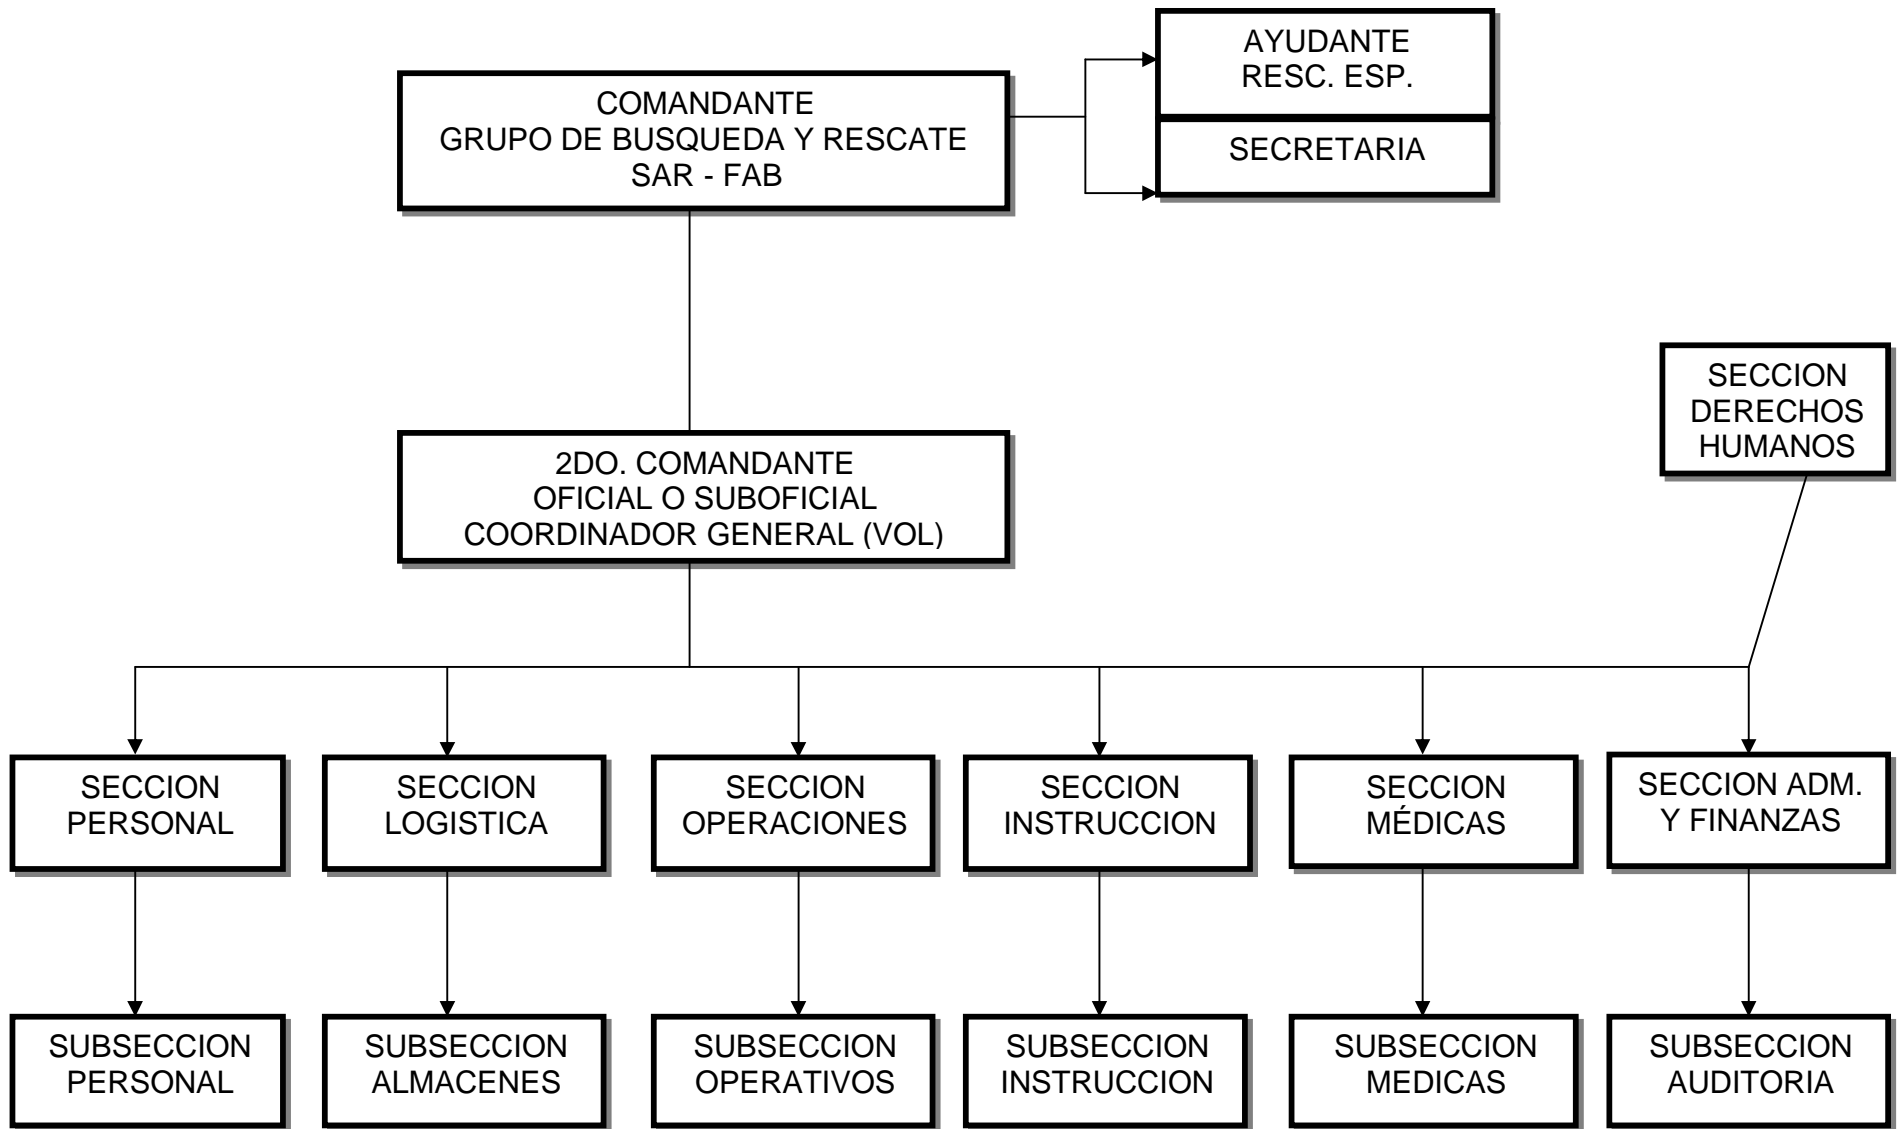 AYUDANTE
RESC. ESP.
COMANDANTE
GRUPO DE BUSQUEDA Y RESCATE
SAR - FAB
SECRETARIA
SECCION
DERECHOS
HUMANOS
2DO. COMANDANTE
OFICIAL O SUBOFICIAL
COORDINADOR GENERAL (VOL)
SECCION
PERSONAL
SECCION
LOGISTICA
SECCION
OPERACIONES
SECCION
INSTRUCCION
SECCION
MÉDICAS
SECCION ADM.
Y FINANZAS
SUBSECCION
PERSONAL
SUBSECCION
ALMACENES
SUBSECCION
OPERATIVOS
SUBSECCION
INSTRUCCION
SUBSECCION
MEDICAS
SUBSECCION
AUDITORIA